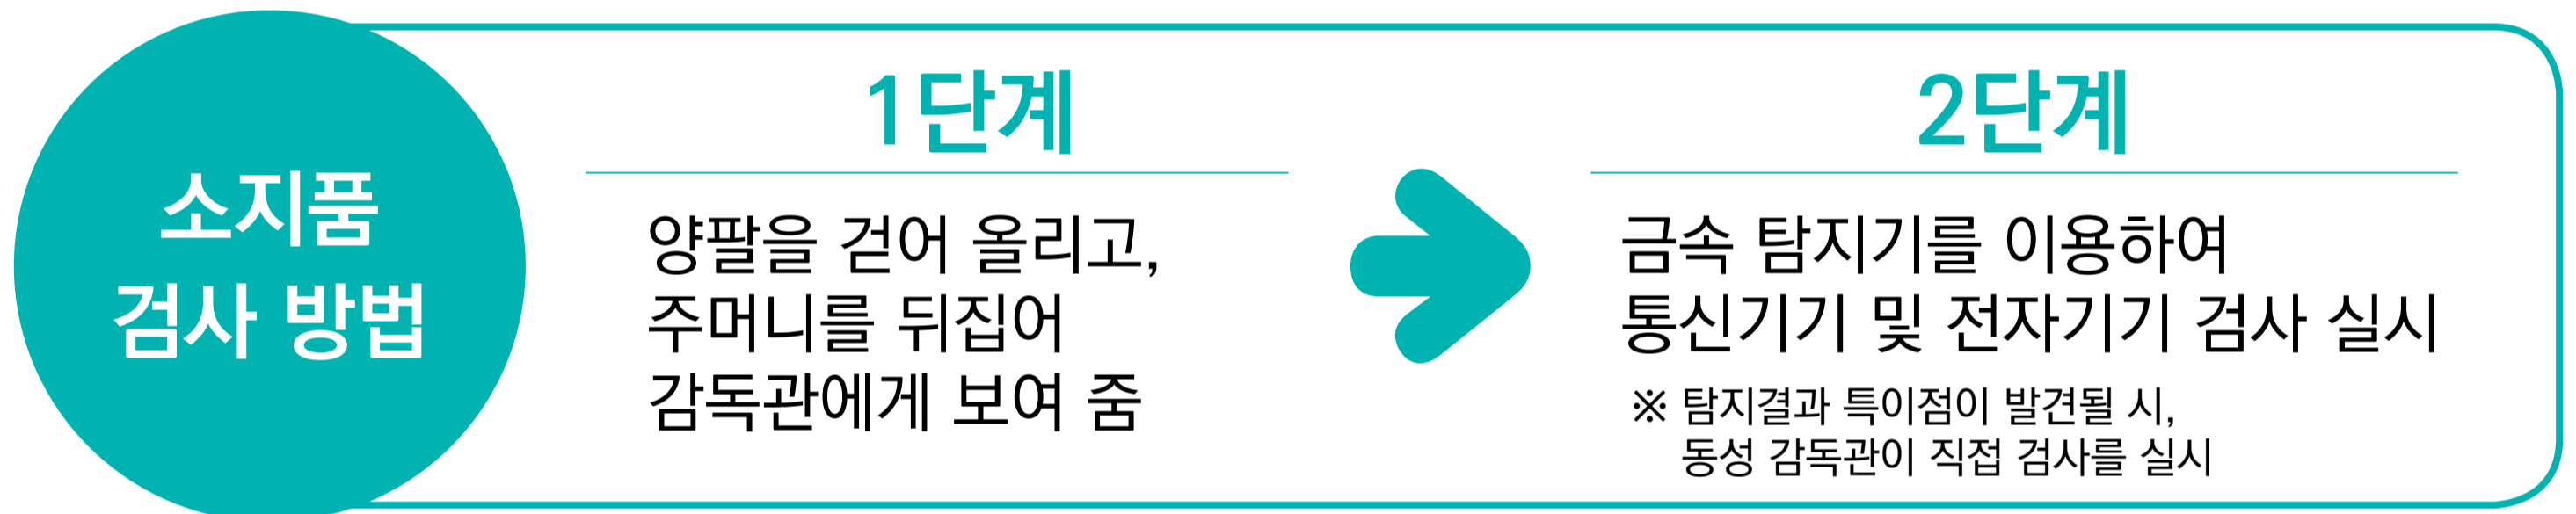 소지품
검사 방법
1단계
양팔을 걷어 올리고,
주머니를 뒤집어
감독관에게 보여 줌
2단계
금속 탐지기를 이용하여
통신기기 및 전자기기 검사 실시
※ 탐지결과 특이점이 발견될 시,
동성 감독관이 직접 검사를 실시